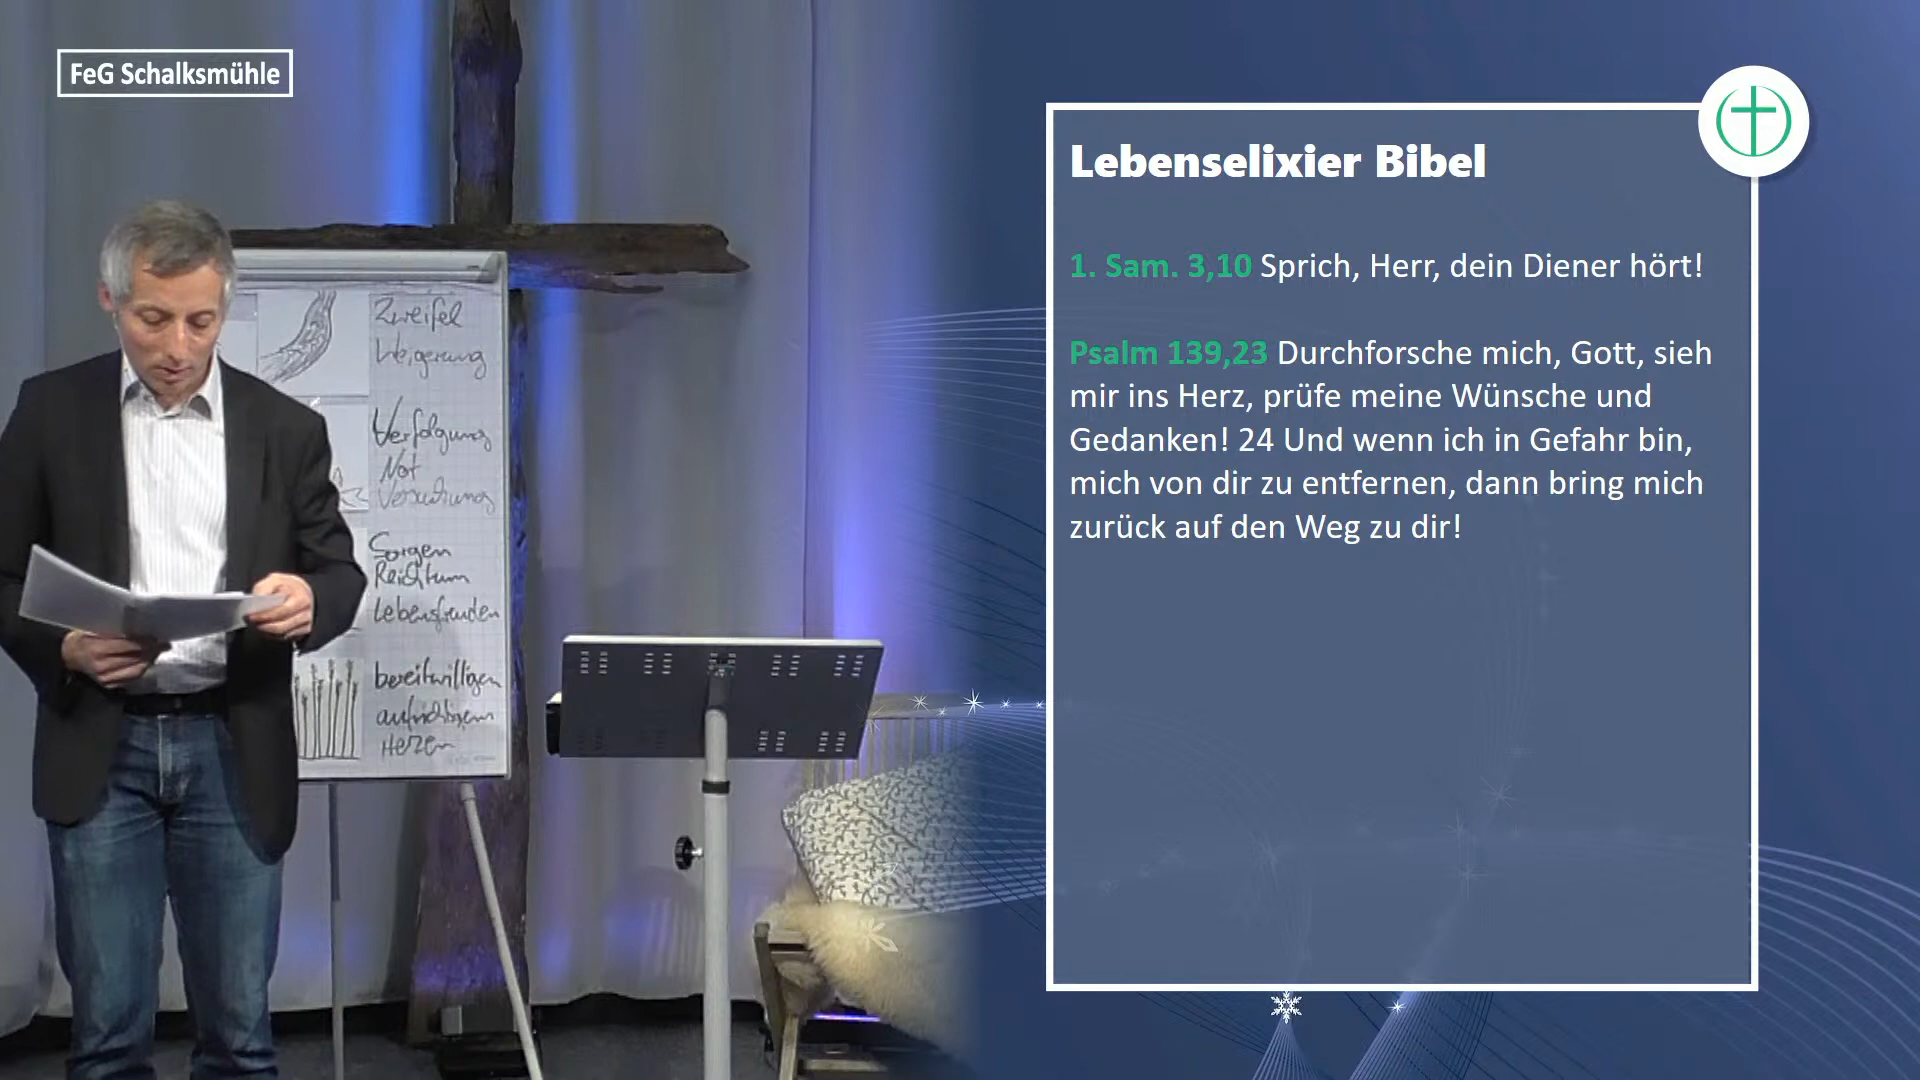 FeG Schalksmühle
Zweifel
Weigerung
Verfolgung
Not
Versuchung
Sorgen
Reichtum
Lebensfreuden
bereitwilligen
aufrichtigem
Herzen
Lebenselixier Bibel
1. Sam. 3,10 Sprich, Herr, dein Diener hört!
Psalm 139,23 Durchforsche mich, Gott, sieh
mir ins Herz, prüfe meine Wünsche und
Gedanken! 24 Und wenn ich in Gefahr bin,
mich von dir zu entfernen, dann bring mich
zurück auf den Weg zu dir!